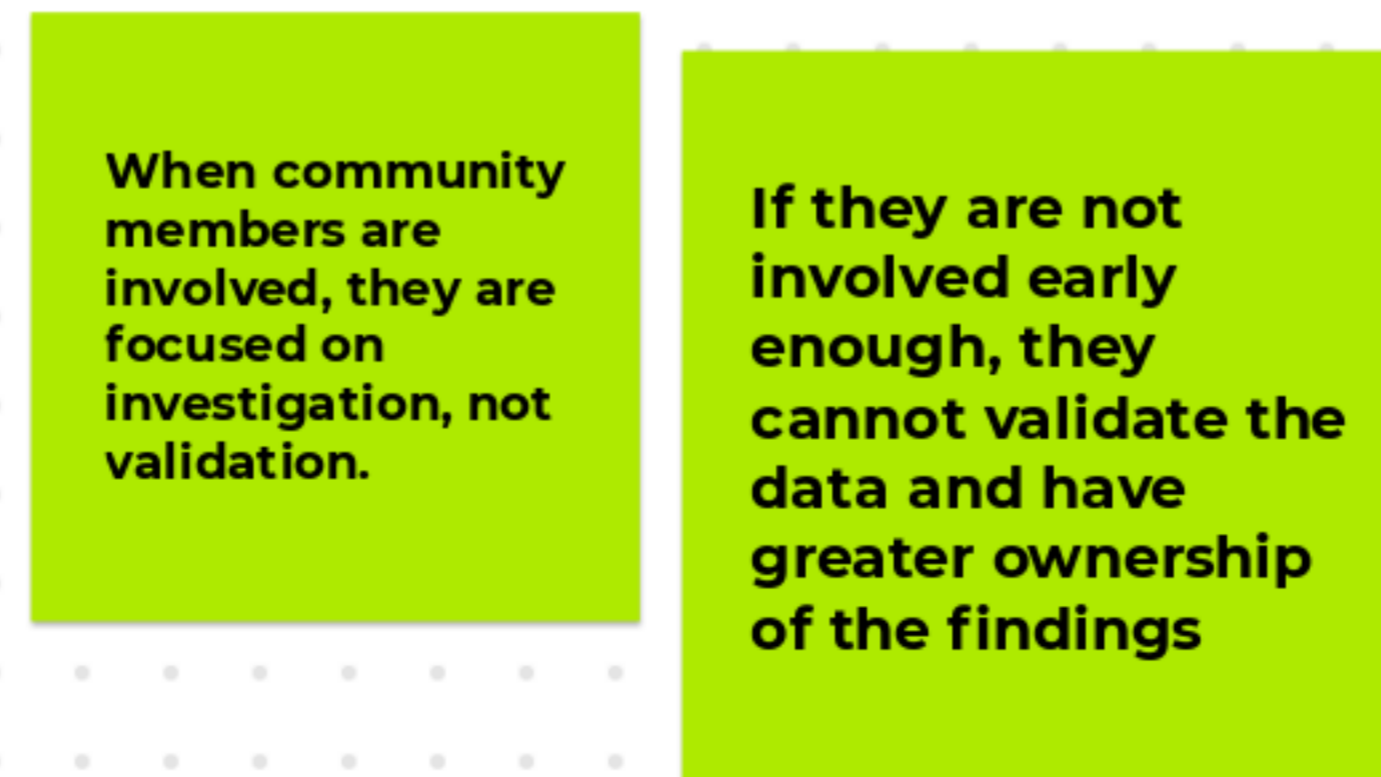 When community
members are
involved, they are
focused on
investigation, not
validation.
If they are not
involved early
enough, they
cannot validate the
data and have
greater ownership
of the findings